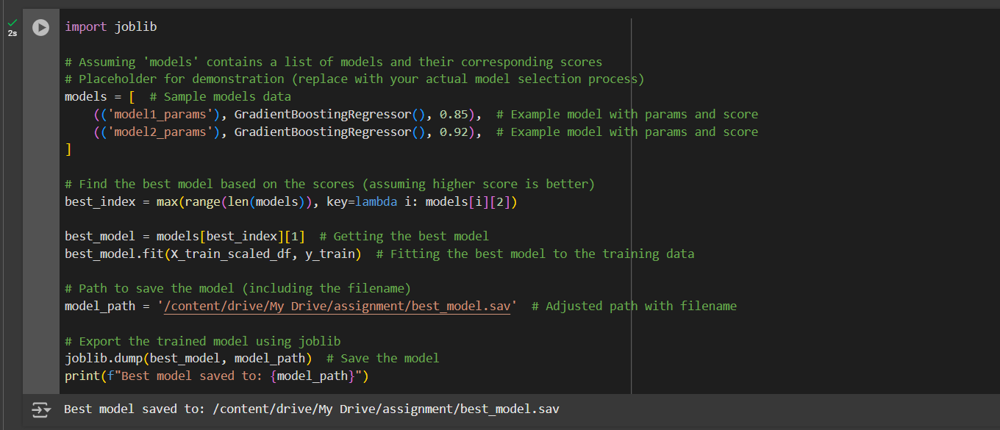 import joblib
# Assuming 'models' contains a list of models and their corresponding scores
# Placeholder for demonstration (replace with your actual model selection process)
models = [  # Sample models data
    (('model1_params'), GradientBoostingRegressor(), 0.85),  # Example model with params and score
    (('model2_params'), GradientBoostingRegressor(), 0.92),  # Example model with params and score
]
# Find the best model based on the scores (assuming higher score is better)
best_index = max(range(len(models)), key=lambda i: models[i][2])
best_model = models[best_index][1]  # Getting the best model
best_model.fit(X_train_scaled_df, y_train)  # Fitting the best model to the training data
# Path to save the model (including the filename)
model_path = '/content/drive/My Drive/assignment/best_model.sav'  # Adjusted path with filename
# Export the trained model using joblib
joblib.dump(best_model, model_path)  # Save the model
print(f"Best model saved to: {model_path}")
2s
Best model saved to: /content/drive/My Drive/assignment/best_model.sav